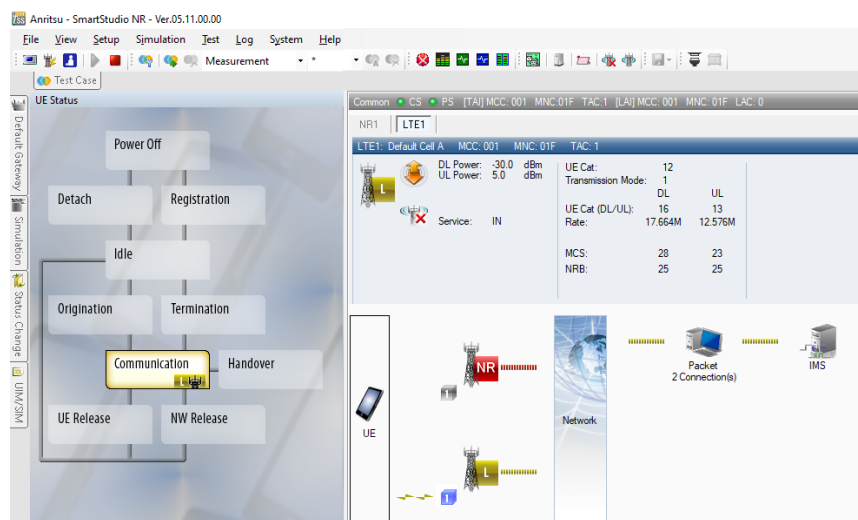 7SS Anritsu - SmartStudio NR - Ver.05.11.00.00
File View Setup Simulation Test Log System Help
Measurement *
Test Case
UE Status
Default Gateway
Simulation
Status Change
UIM/SIM
Power Off
Detach Registration
Idle
Origination Termination
Communication Handover
L
UE Release NW Release
Common CS PS [TAI] MCC: 001 MNC: 01F TAC:1 [LAI] MCC: 001 MNC: 01F LAC: 0
NR1 LTE1
LTE1: Default Cell A MCC: 001 MNC: 01F TAC: 1
L
DL Power: -30.0 dBm
UL Power: 5.0 dBm
Service: IN
UE Cat: 12
Transmission Mode: 1
DL UL
UE Cat (DL/UL): 16 13
Rate: 17.664M 12.576M
MCS: 28 23
NRB: 25 25
UE
NR
1
L
1
Network
Packet
2 Connection(s)
IMS